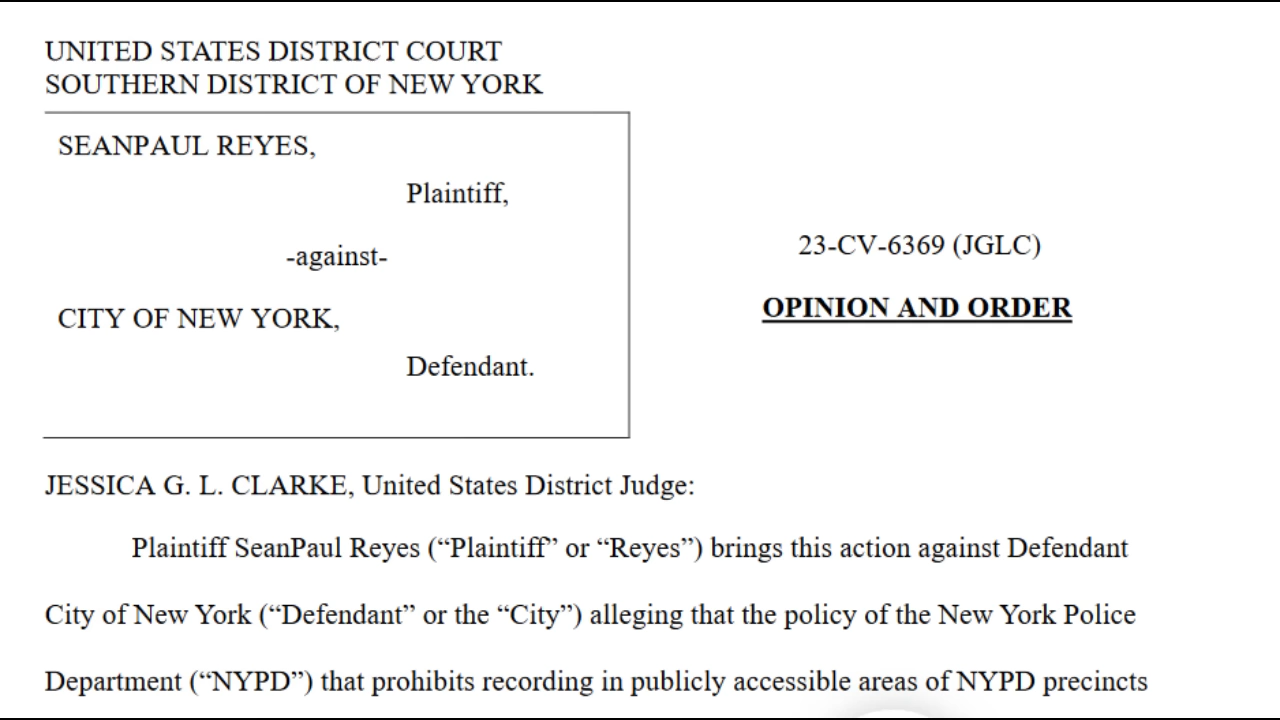 UNITED STATES DISTRICT COURT
SOUTHERN DISTRICT OF NEW YORK
SEANPAUL REYES,
Plaintiff,
-against-
CITY OF NEW YORK,
Defendant.
23-CV-6369 (JGLC)
OPINION AND ORDER
JESSICA G. L. CLARKE, United States District Judge:
Plaintiff SeanPaul Reyes (“Plaintiff” or “Reyes”) brings this action against Defendant
City of New York (“Defendant” or the “City”) alleging that the policy of the New York Police
Department (“NYPD”) that prohibits recording in publicly accessible areas of NYPD precincts